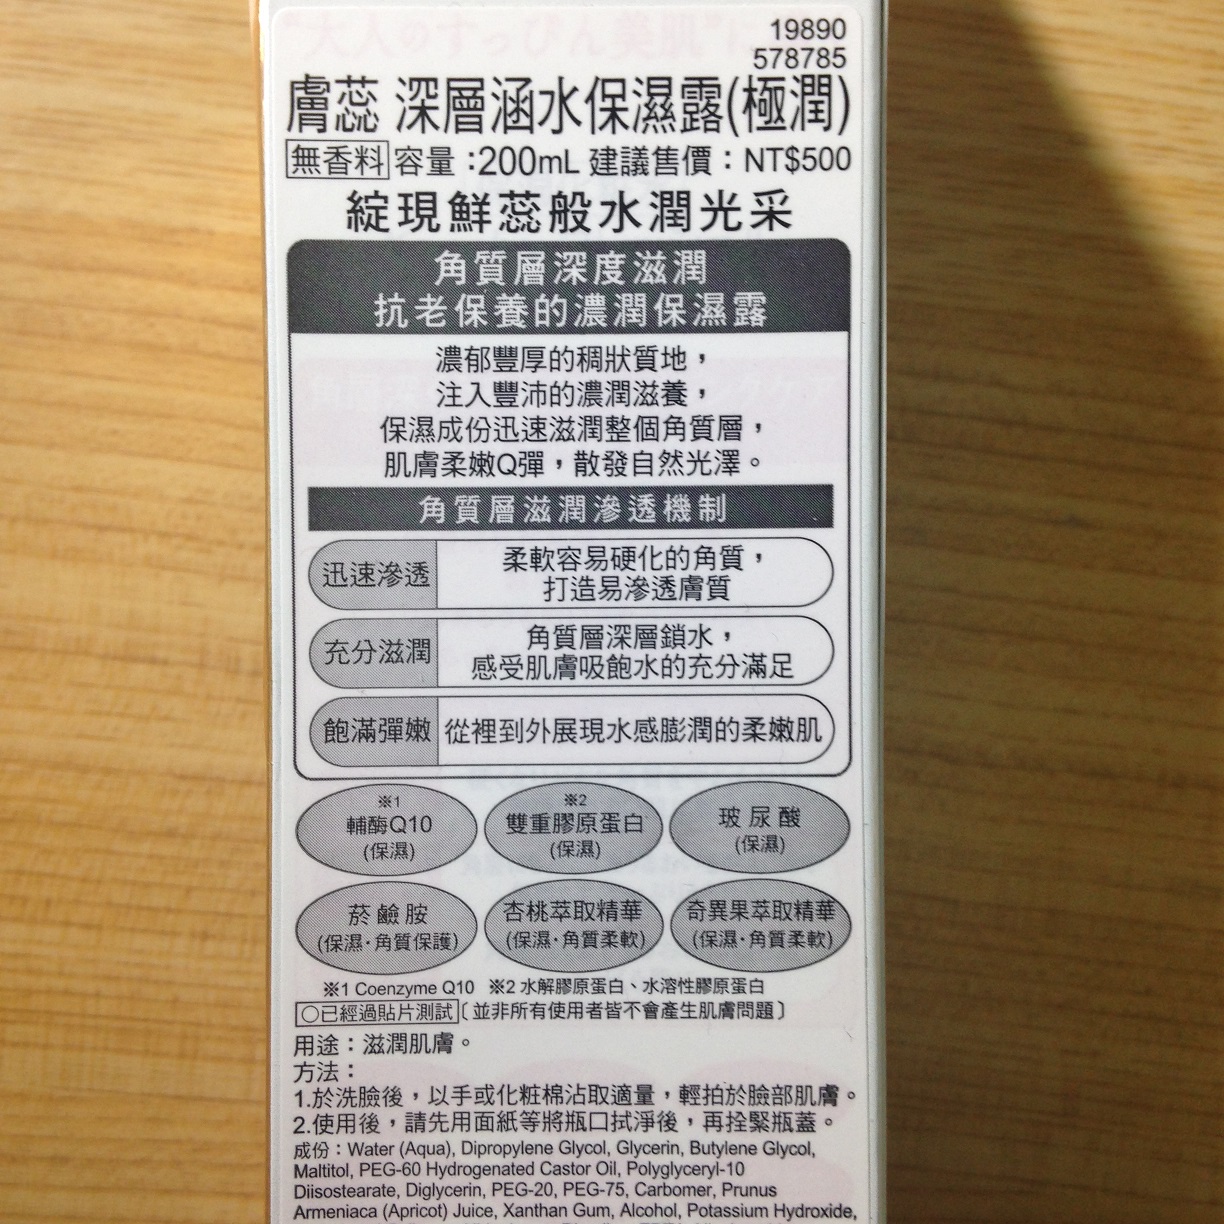 19890
578785
膚蕊 深層涵水保濕露(極潤)
無香料 容量：200mL 建議售價：NT$500
綻現鮮蕊般水潤光采
角質層深度滋潤
抗老保養的濃潤保濕露
濃郁豐厚的稠狀質地，
注入豐沛的濃潤滋養，
保濕成份迅速滋潤整個角質層，
肌膚柔嫩Q彈，散發自然光澤。
角質層滋潤滲透機制
迅速滲透
柔軟容易硬化的角質，
打造易滲透膚質
充分滋潤
角質層深層鎖水，
感受肌膚吸飽水的充分滿足
飽滿彈嫩 從裡到外展現水感膨潤的柔嫩肌
※1
輔酶Q10
(保濕)
※2
雙重膠原蛋白
(保濕)
玻尿酸
(保濕)
菸鹼胺
(保濕·角質保護)
杏桃萃取精華
(保濕·角質柔軟)
奇異果萃取精華
(保濕·角質柔軟)
※1 Coenzyme Q10 ※2 水解膠原蛋白、水溶性膠原蛋白
○已經過貼片測試〔並非所有使用者皆不會產生肌膚問題〕
用途：滋潤肌膚。
方法：
1.於洗臉後，以手或化粧棉沾取適量，輕拍於臉部肌膚。
2.使用後，請先用面紙等將瓶口拭淨後，再拴緊瓶蓋。
成份：Water (Aqua), Dipropylene Glycol, Glycerin, Butylene Glycol,
Maltitol, PEG-60 Hydrogenated Castor Oil, Polyglyceryl-10
Diisostearate, Diglycerin, PEG-20, PEG-75, Carbomer, Prunus
Armeniaca (Apricot) Juice, Xanthan Gum, Alcohol, Potassium Hydroxide,